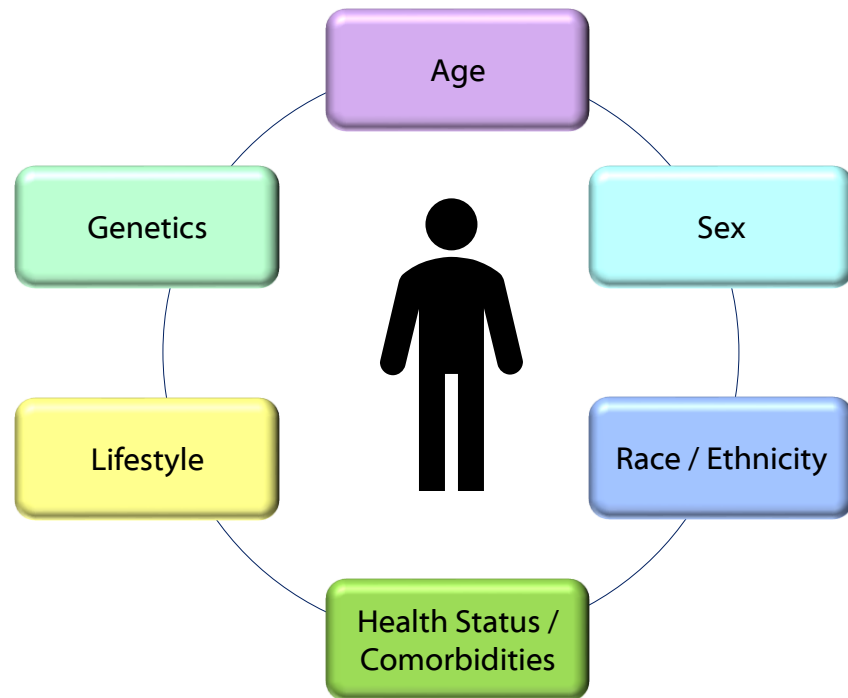 Age
Genetics
Sex
Lifestyle
Race / Ethnicity
Health Status /
Comorbidities